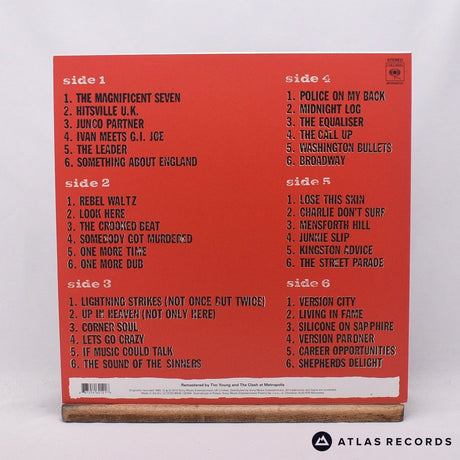 side 1
1. THE MAGNIFICENT SEVEN
2. HITSVILLE U.K.
3. JUNCO PARTNER
4. IVAN MEETS G.I. JOE
5. THE LEADER
6. SOMETHING ABOUT ENGLAND
side 2
1. REBEL WALTZ
2. LOOK HERE
3. THE CROOKED BEAT
4. SOMEBODY GOT MURDERED
5. ONE MORE TIME
6. ONE MORE DUB
side 3
1. LIGHTNING STRIKES (NOT ONCE BUT TWICE)
2. UP IN HEAVEN (NOT ONLY HERE)
3. CORNER SOUL
4. LETS GO CRAZY
5. IF MUSIC COULD TALK
6. THE SOUND OF THE SINNERS
side 4
1. POLICE ON MY BACK
2. MIDNIGHT LOG
3. THE EQUALISER
4. THE CALL UP
5. WASHINGTON BULLETS
6. BROADWAY
side 5
1. LOSE THIS SKIN
2. CHARLIE DON'T SURF
3. MENSFORTH HILL
4. JUNKIE SLIP
5. KINGSTON ADVICE
6. THE STREET PARADE
side 6
1. VERSION CITY
2. LIVING IN FAME
3. SILICONE ON SAPPHIRE
4. VERSION PARDNER
5. CAREER OPPORTUNITIES
6. SHEPHERDS DELIGHT
STEREO
Remastered by Tim Young and The Clash at Metropolis
ATLAS RECORDS